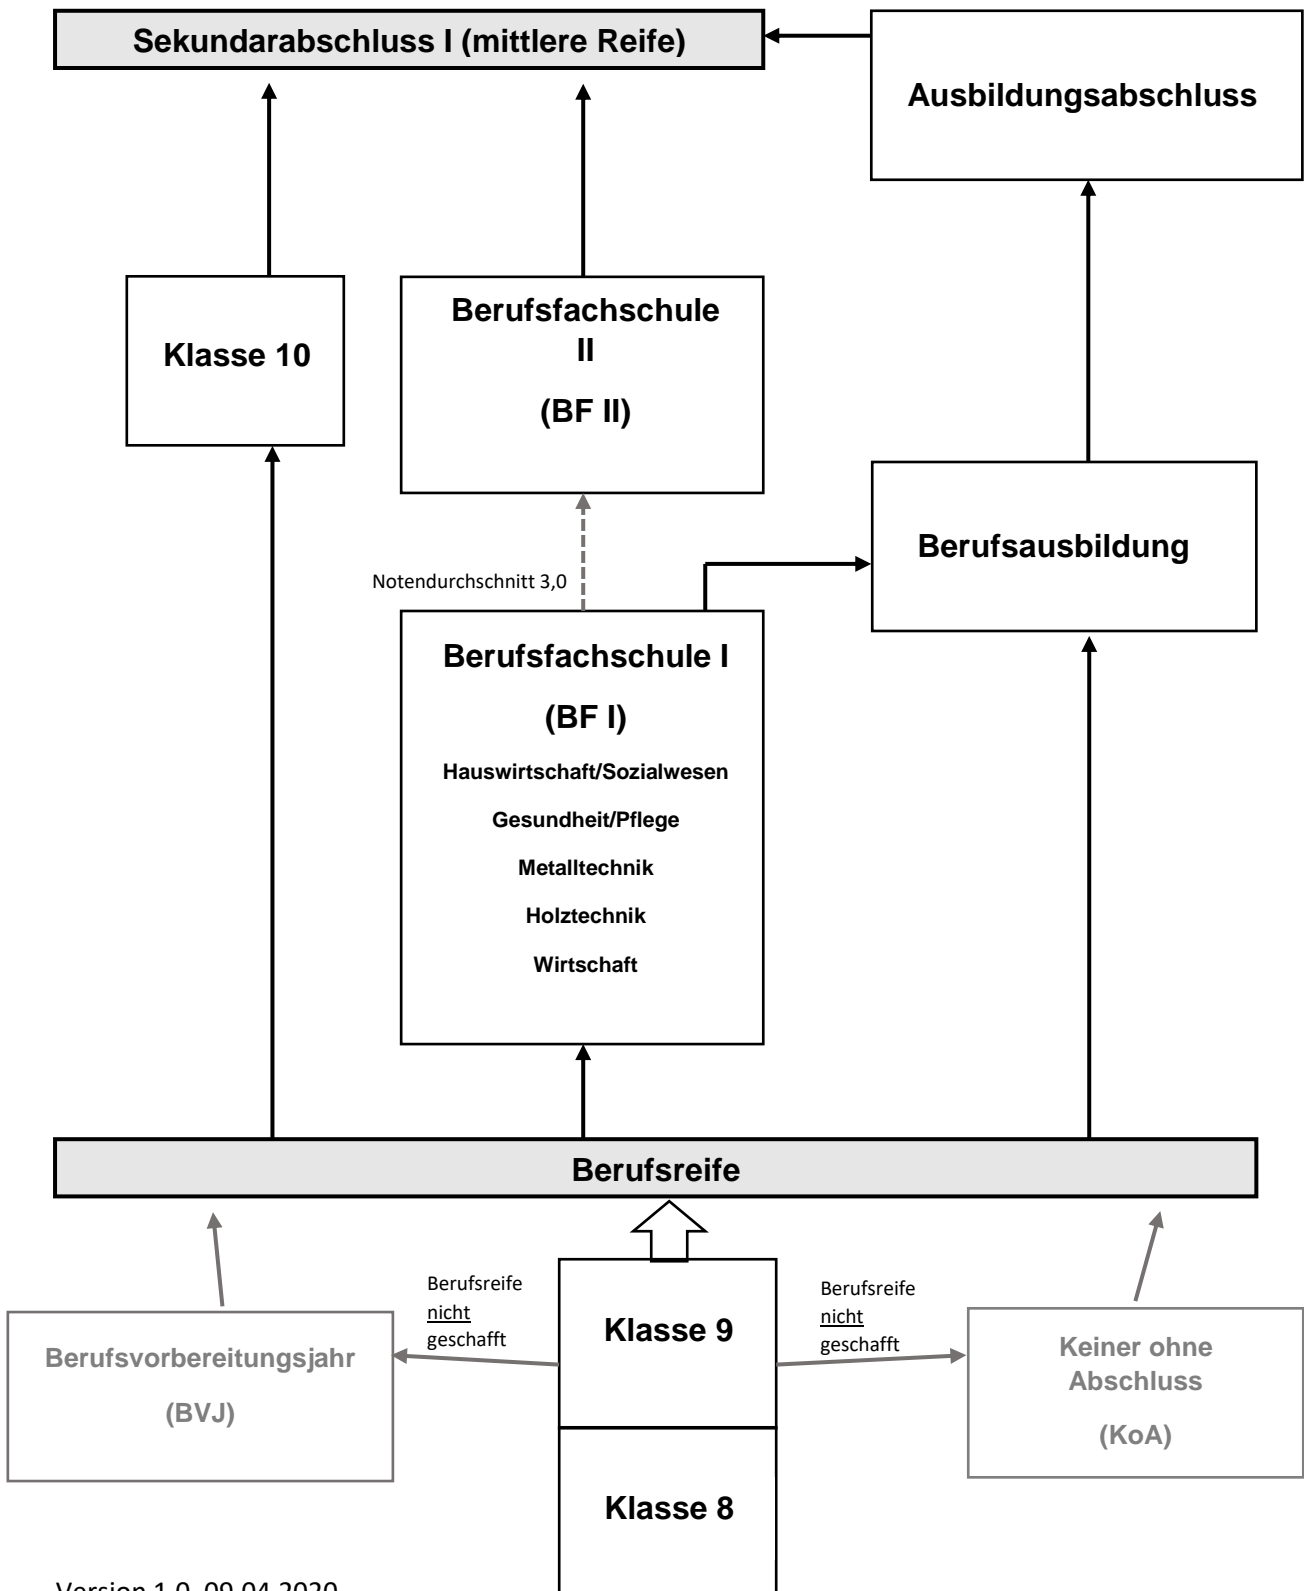 Sekundarabschluss I (mittlere Reife)
Ausbildungsabschluss
Klasse 10
Berufsfachschule
II
(BF II)
Berufsausbildung
Notendurchschnitt 3,0
Berufsfachschule I
(BF I)
Hauswirtschaft/Sozialwesen
Gesundheit/Pflege
Metalltechnik
Holztechnik
Wirtschaft
Berufsreife
Berufsreife
nicht
geschafft
Klasse 9
Berufsreife
nicht
geschafft
Berufsvorbereitungsjahr
(BVJ)
Keiner ohne
Abschluss
(KoA)
Klasse 8
Version 1.0, 09.04.2020